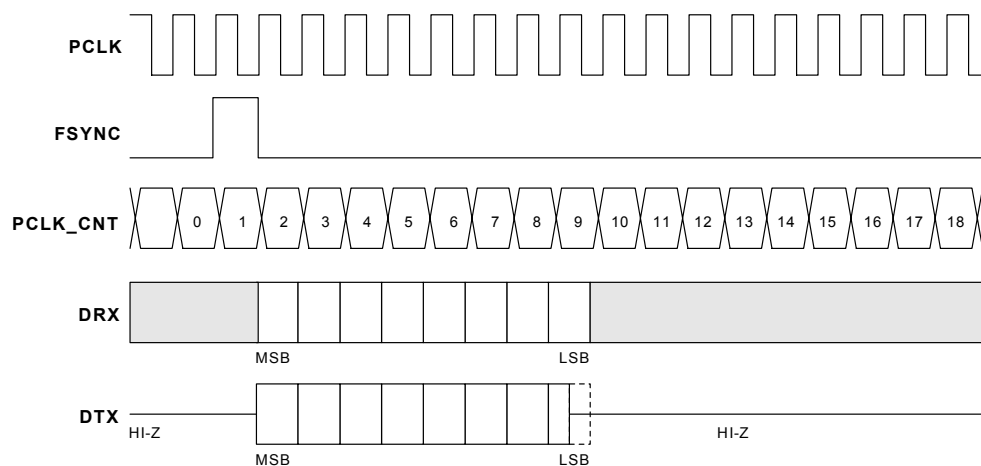 PCLK
FSYNC
PCLK_CNT 0 1 2 3 4 5 6 7 8 9 10 11 12 13 14 15 16 17 18
DRX
MSB LSB
DTX
HI-Z HI-Z
MSB LSB